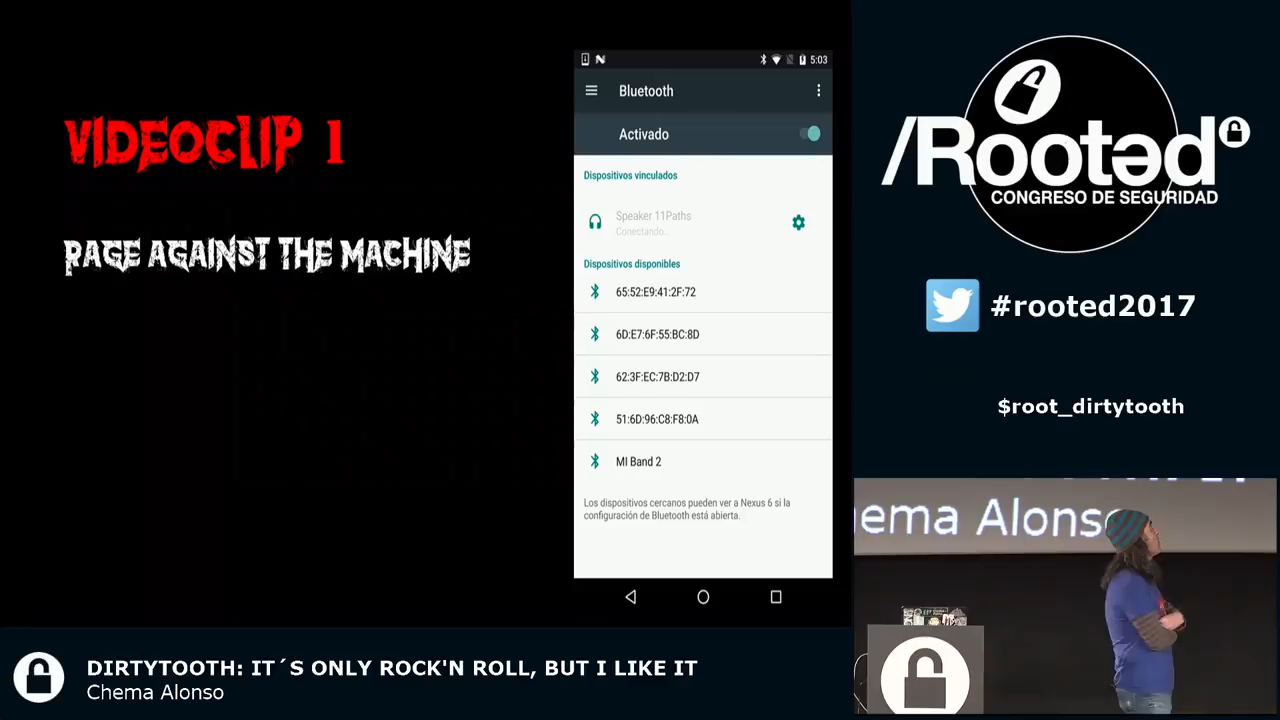 VIDEOCLIP 1
RAGE AGAINST THE MACHINE
5:03
Bluetooth
Activado
Dispositivos vinculados
Speaker 11Paths
Conectando..
Dispositivos disponibles
65:52:E9:41:2F:72
6D:E7:6F:55:BC:8D
62:3F:EC:7B:D2:D7
51:6D:96:C8:F8:0A
MI Band 2
Los dispositivos cercanos pueden ver a Nexus 6 si la
configuración de Bluetooth está abierta.
/Rooted
CONGRESO DE SEGURIDAD
#rooted2017
$root_dirtytooth
hema Alonso
DIRTYTOOTH: IT´S ONLY ROCK'N ROLL, BUT I LIKE IT
Chema Alonso